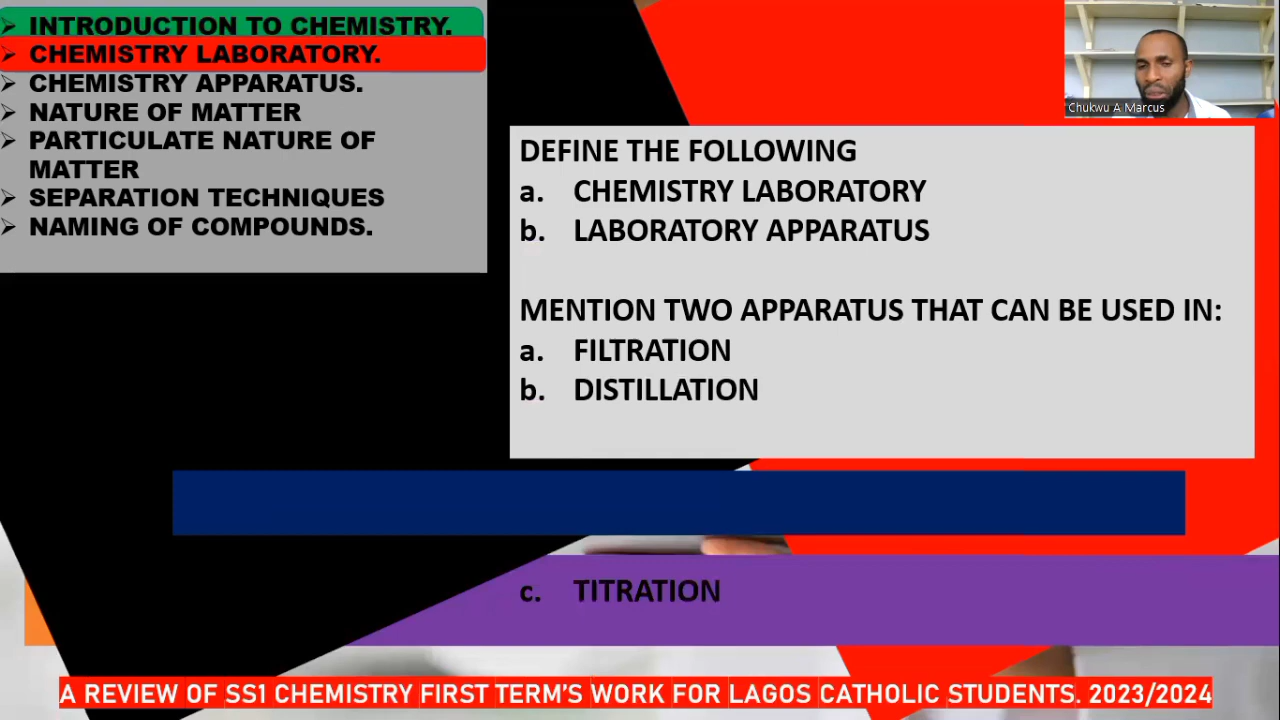 INTRODUCTION TO CHEMISTRY.
CHEMISTRY LABORATORY.
CHEMISTRY APPARATUS.
NATURE OF MATTER
PARTICULATE NATURE OF
MATTER
SEPARATION TECHNIQUES
NAMING OF COMPOUNDS.
Chukwu A Marcus
DEFINE THE FOLLOWING
a. CHEMISTRY LABORATORY
b. LABORATORY APPARATUS
MENTION TWO APPARATUS THAT CAN BE USED IN:
a. FILTRATION
b. DISTILLATION
c. TITRATION
A REVIEW OF SS1 CHEMISTRY FIRST TERM'S WORK FOR LAGOS CATHOLIC STUDENTS. 2023/2024